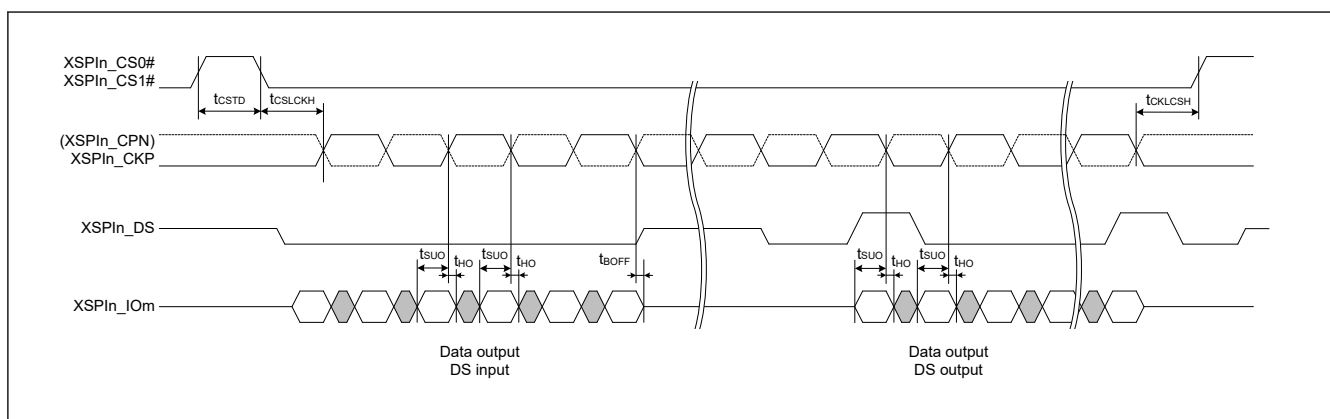 XSPIn_CS0#
XSPIn_CS1#
tCSTD
tCSLCKH
tCKLCSH
(XSPIn_CPN)
XSPIn_CKP
XSPIn_DS
tSUO
tHO
tSUO
tHO
tBOFF
tSUO
tHO
tSUO
tHO
XSPIn_IOm
Data output
DS input
Data output
DS output